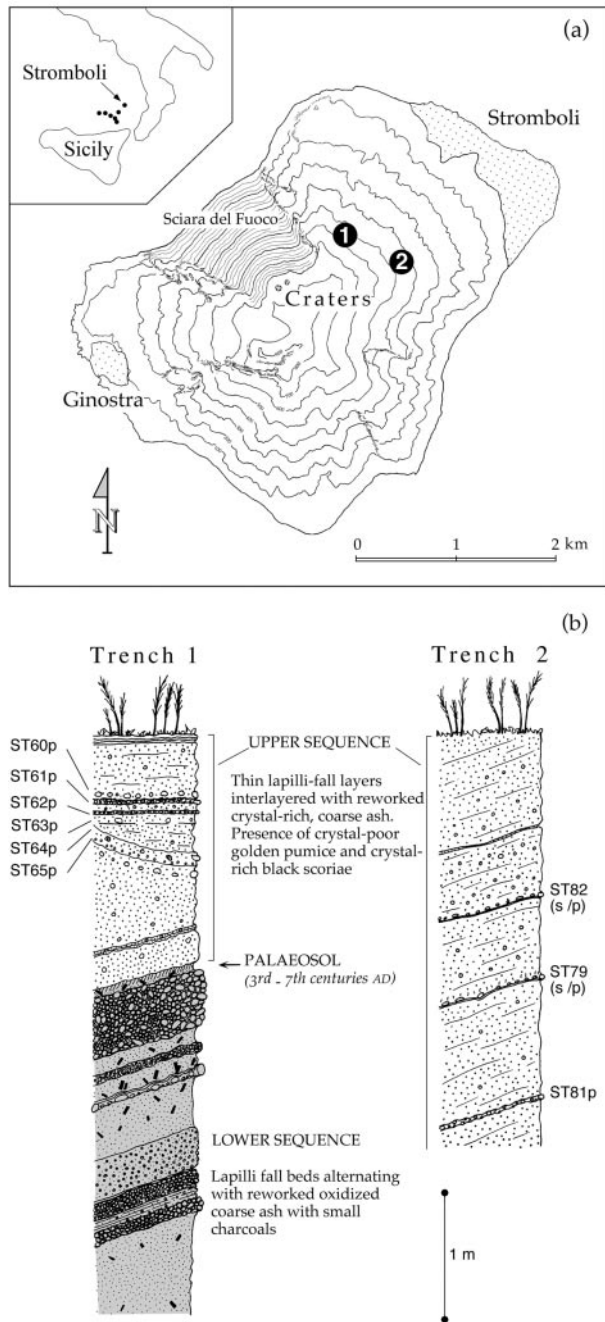 (a)
Stromboli
Sicily
Stromboli
Sciara del Fuoco
1
2
Craters
Ginostra
N
0 1 2 km
(b)
Trench 1
Trench 2
ST60p
ST61p
ST62p
ST63p
ST64p
ST65p
UPPER SEQUENCE
Thin lapilli-fall layers
interlayered with reworked
crystal-rich, coarse ash.
Presence of crystal-poor
golden pumice and crystal-
rich black scoriae
PALAEOSOL
(3rd - 7th centuries AD)
LOWER SEQUENCE
Lapilli fall beds alternating
with reworked oxidized
coarse ash with small
charcoals
ST82
(s /p)
ST79
(s /p)
ST81p
1 m